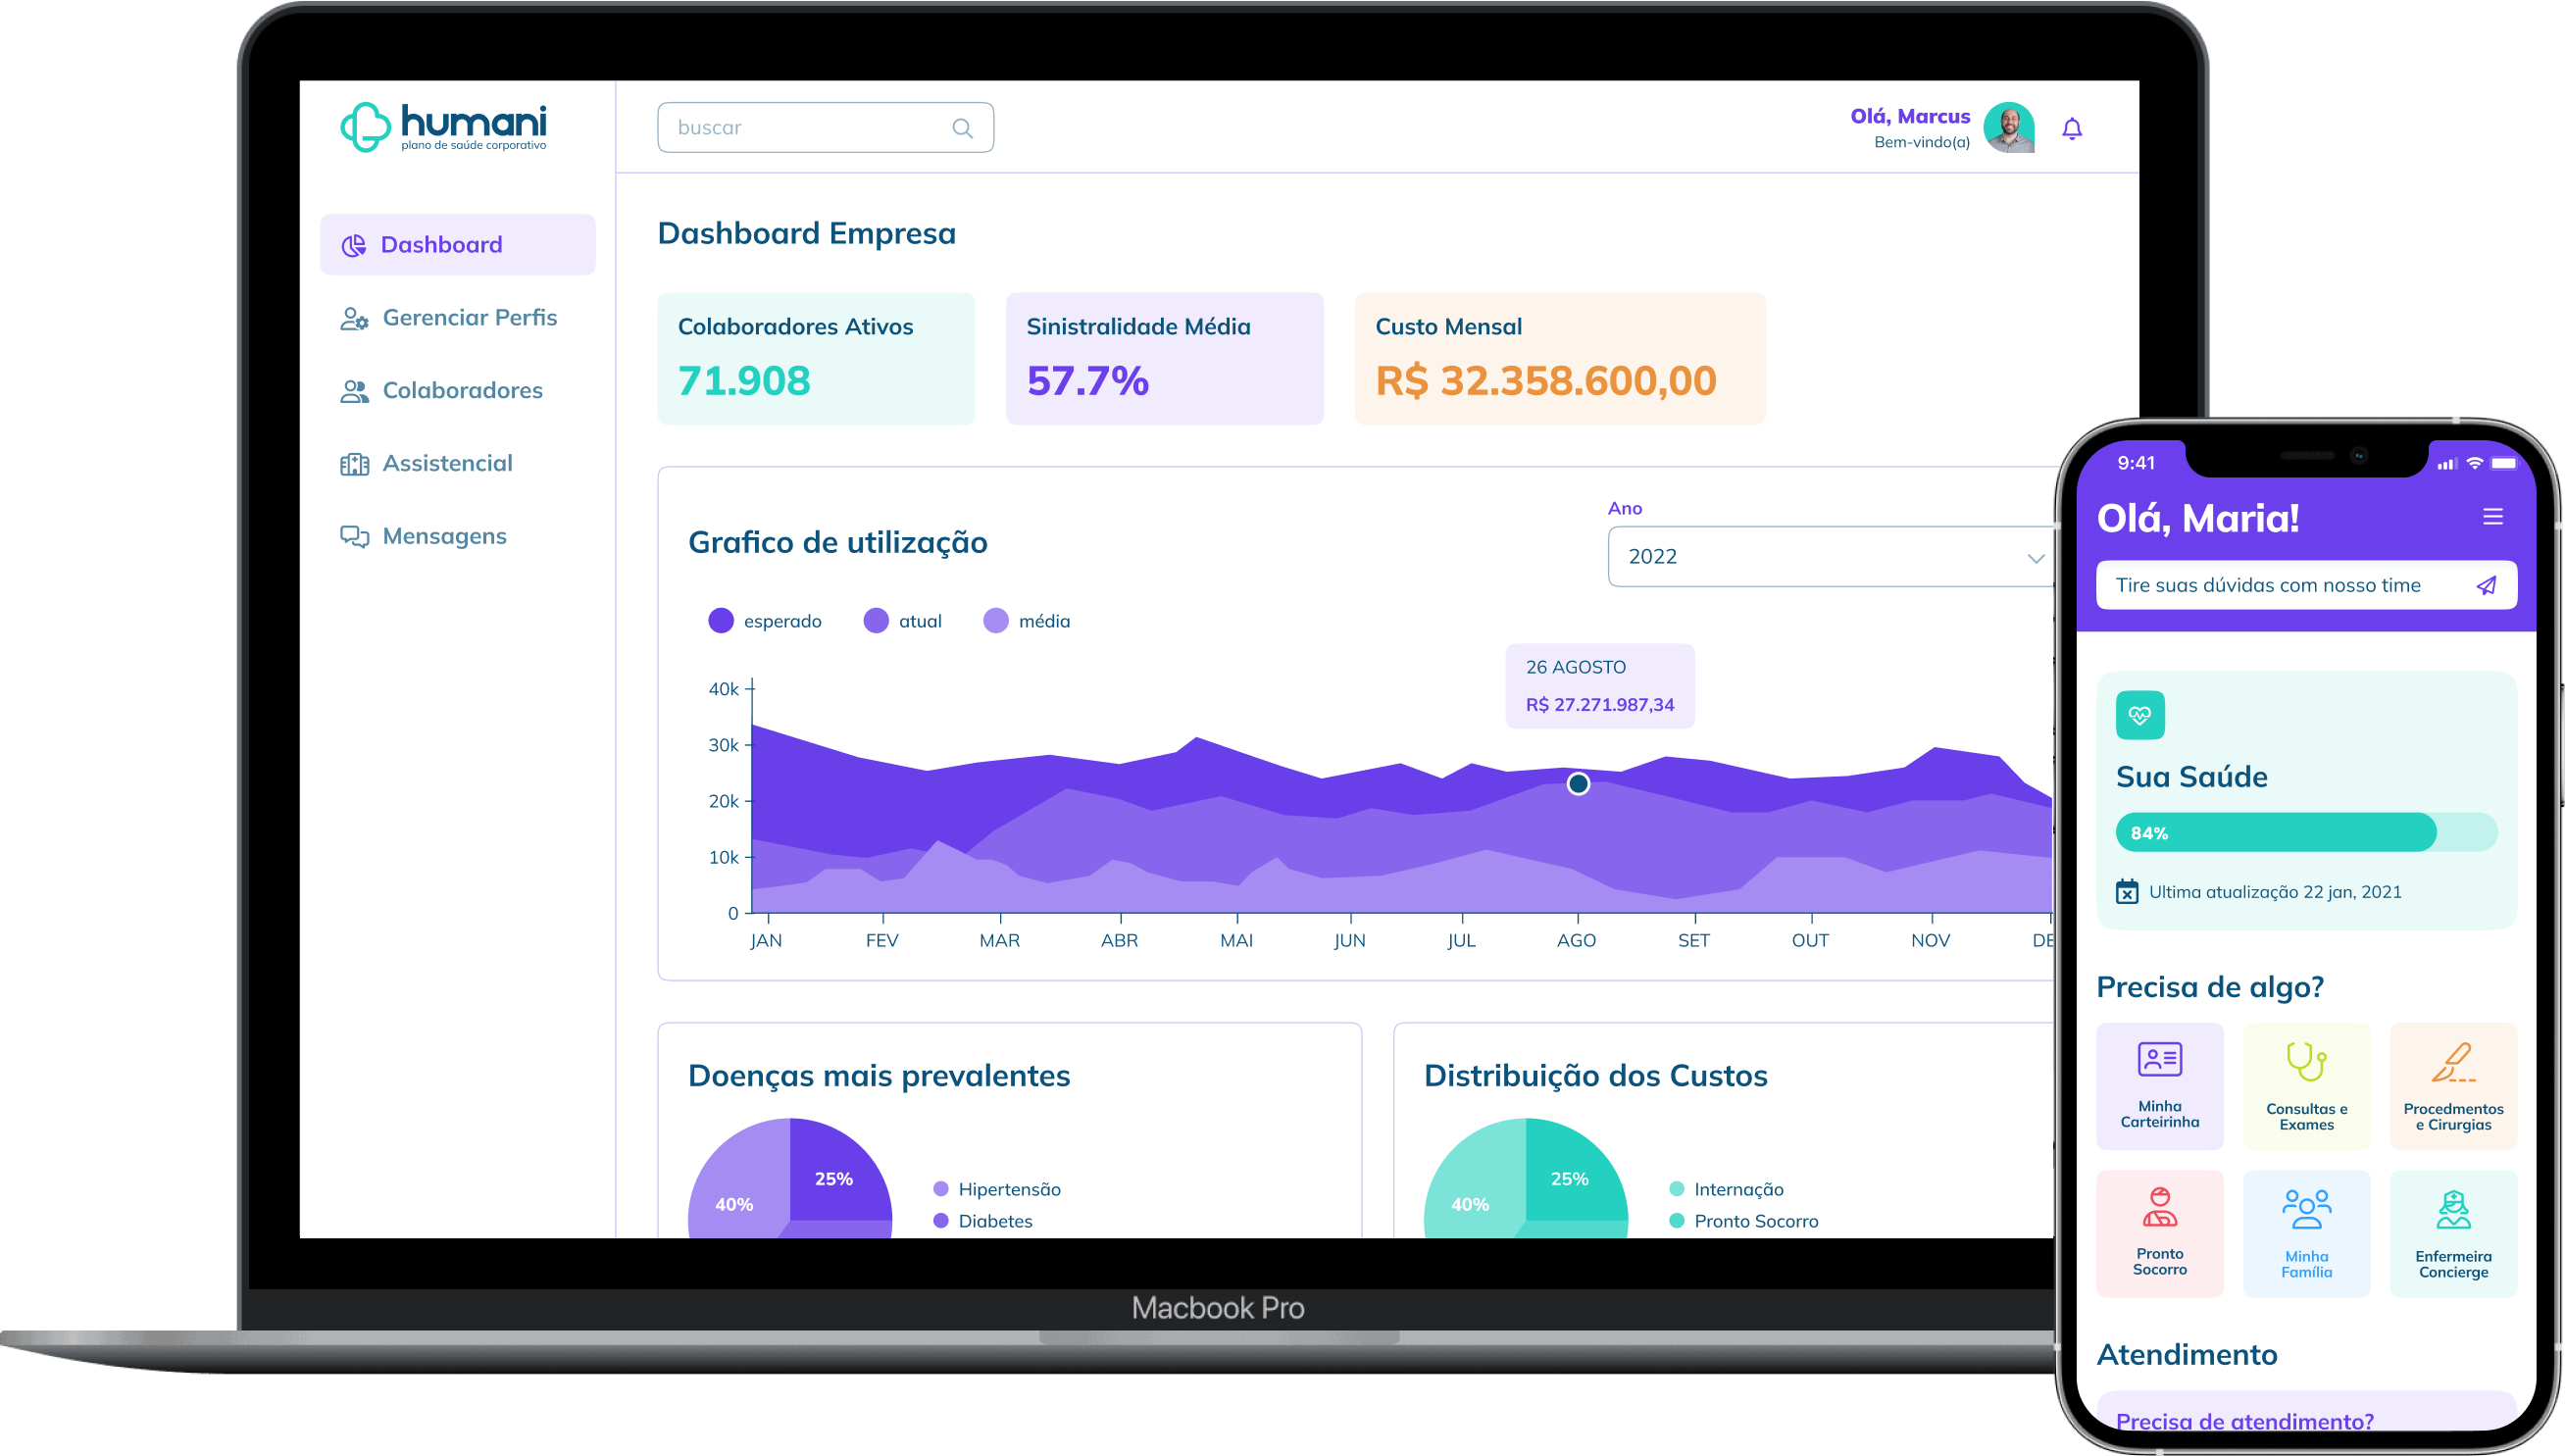 humani
plano de saúde corporativo
Dashboard
Gerenciar Perfis
Colaboradores
Assistencial
Mensagens
buscar
Olá, Marcus
Bem-vindo(a)
Dashboard Empresa
Colaboradores Ativos
71.908
Sinistralidade Média
57.7%
Custo Mensal
R$ 32.358.600,00
Grafico de utilização
Ano
2022
esperado
atual
média
26 AGOSTO
R$ 27.271.987,34
40k
30k
20k
10k
0
JAN FEV MAR ABR MAI JUN JUL AGO SET OUT NOV DE
Doenças mais prevalentes
25%
40%
Hipertensão
Diabetes
Distribuição dos Custos
25%
40%
Internação
Pronto Socorro
Macbook Pro
9:41
Olá, Maria!
Tire suas dúvidas com nosso time
Sua Saúde
84%
Ultima atualização 22 jan, 2021
Precisa de algo?
Minha
Carteirinha
Consultas e
Exames
Procedmentos
e Cirurgias
Pronto
Socorro
Minha
Família
Enfermeira
Concierge
Atendimento
Precisa de atendimento?